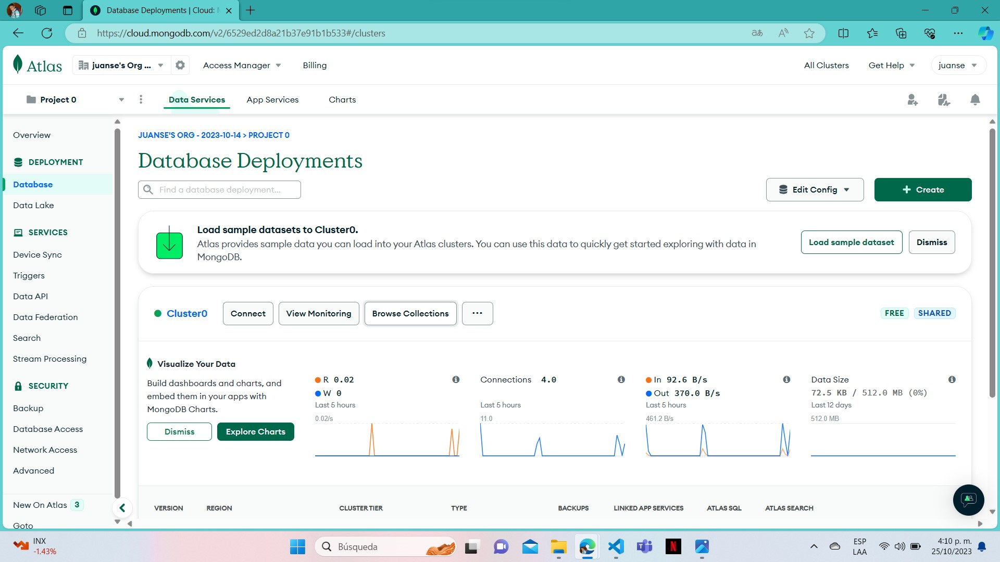 Database Deployments | Cloud:
https://cloud.mongodb.com/v2/6529ed2d8a21b37e91b1b533#/clusters
Atlas
juanse's Org ...
Access Manager
Billing
All Clusters
Get Help
juanse
Project 0
Data Services
App Services
Charts
Overview
DEPLOYMENT
Database
Data Lake
SERVICES
Device Sync
Triggers
Data API
Data Federation
Search
Stream Processing
SECURITY
Backup
Database Access
Network Access
Advanced
New On Atlas 3
Goto
JUANSE'S ORG - 2023-10-14 > PROJECT 0
Database Deployments
Find a database deployment...
Edit Config
+ Create
Load sample datasets to Cluster0.
Atlas provides sample data you can load into your Atlas clusters. You can use this data to quickly get started exploring with data in
MongoDB.
Load sample dataset
Dismiss
Cluster0
Connect
View Monitoring
Browse Collections
...
FREE
SHARED
Visualize Your Data
Build dashboards and charts, and
embed them in your apps with
MongoDB Charts.
Dismiss
Explore Charts
R 0.02
W 0
Last 5 hours
0.02/s
Connections 4.0
Last 5 hours
11.0
In 92.6 B/s
Out 370.0 B/s
Last 5 hours
461.2 B/s
Data Size
72.5 KB / 512.0 MB (0%)
Last 12 days
512.0 MB
VERSION
REGION
CLUSTER TIER
TYPE
BACKUPS
LINKED APP SERVICES
ATLAS SQL
ATLAS SEARCH
INX
-1.43%
Búsqueda
ESP
LAA
4:10 p. m.
25/10/2023